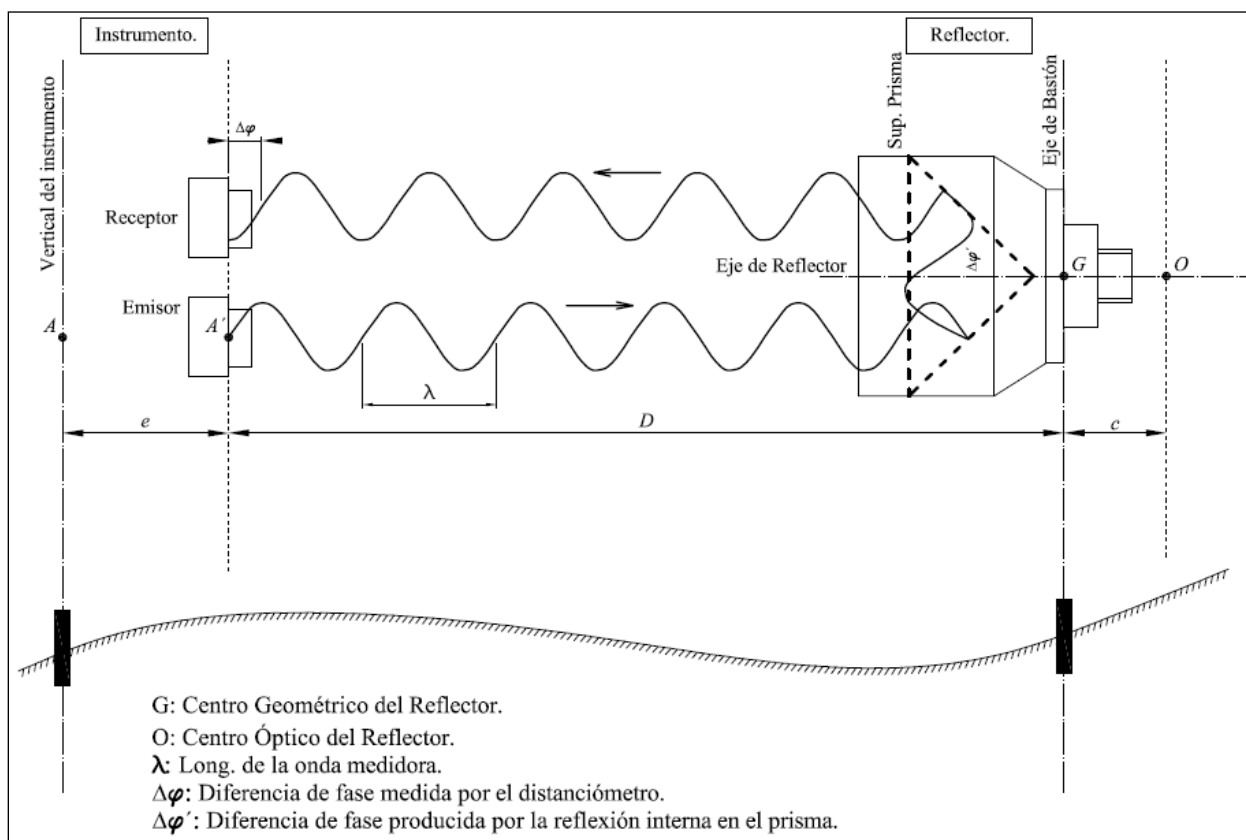 Instrumento.
Reflector.
Vertical del instrumento
Δφ
Receptor
Sup. Prisma
Eje de Bastón
Eje de Reflector
Δφ´
G
O
Emisor
A
A´
λ
e
D
c
G: Centro Geométrico del Reflector.
O: Centro Óptico del Reflector.
λ: Long. de la onda medidora.
Δφ: Diferencia de fase medida por el distanciómetro.
Δφ´: Diferencia de fase producida por la reflexión interna en el prisma.